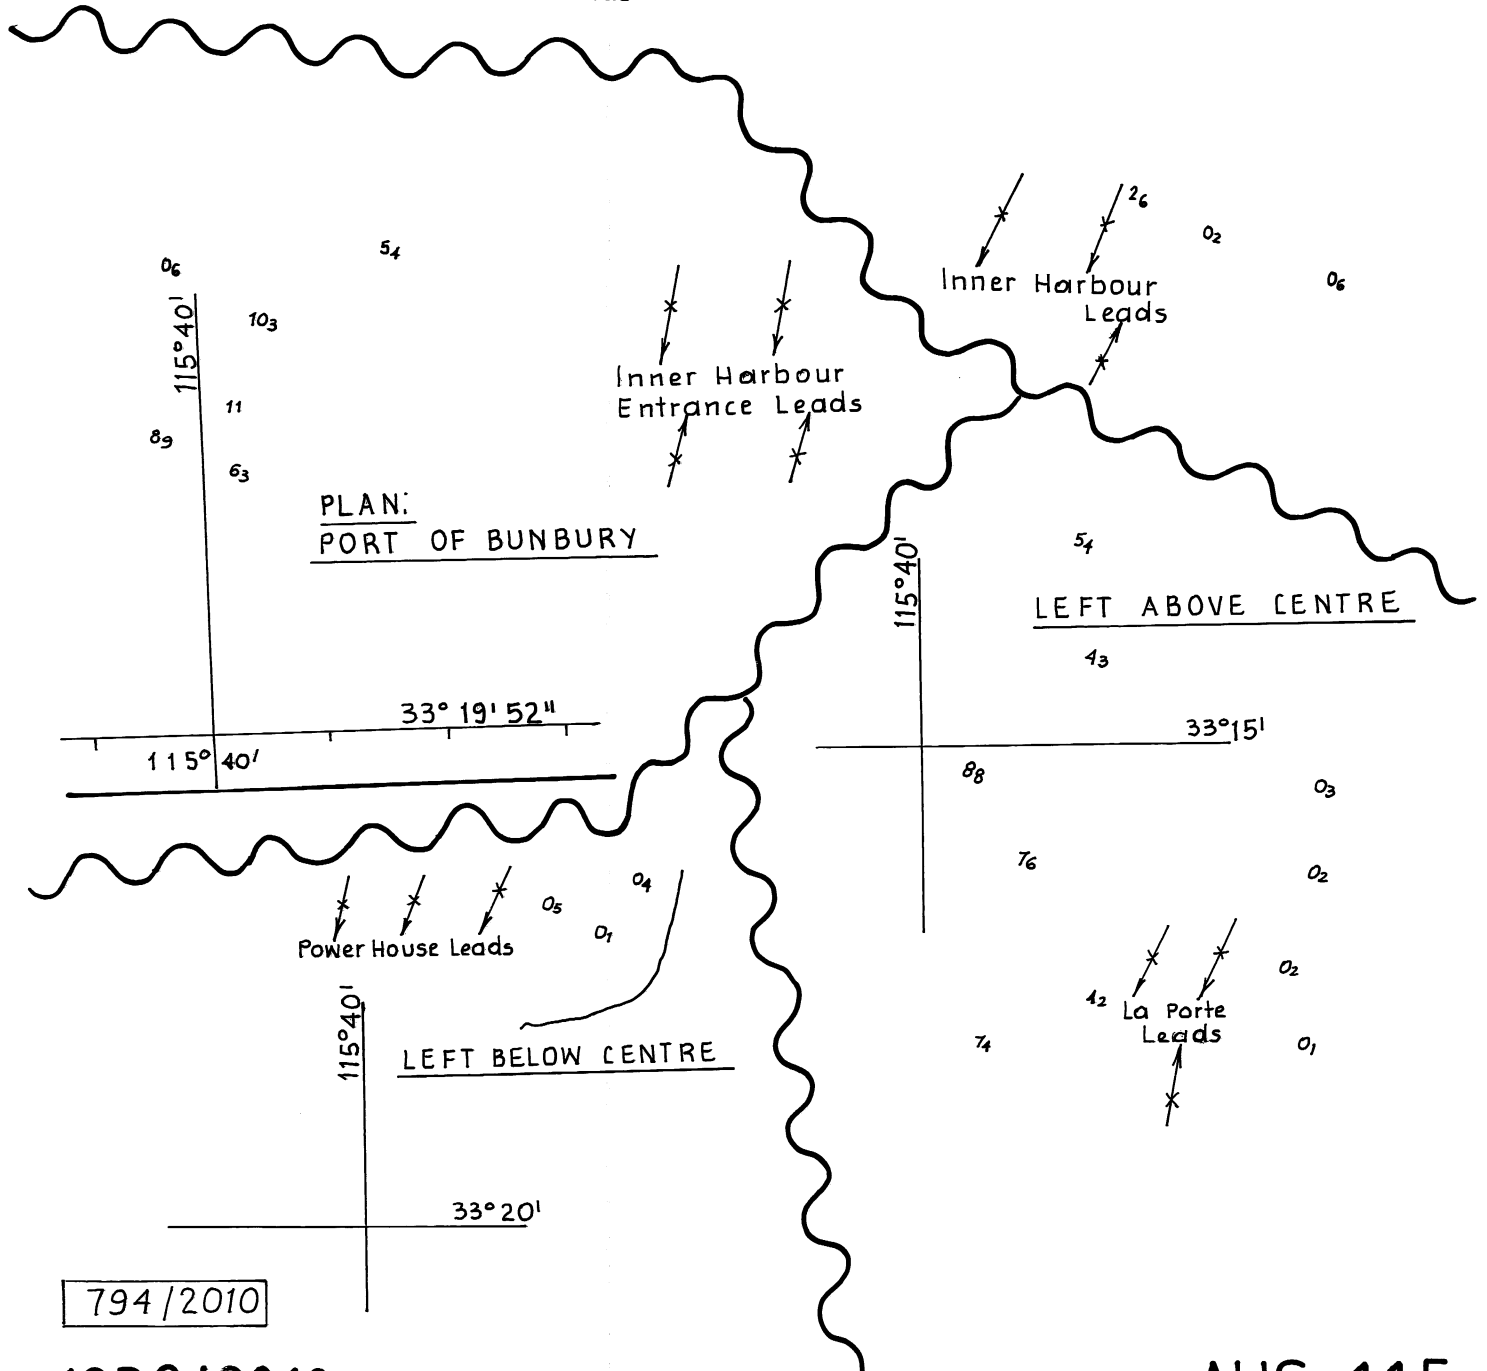 0₆
5₄
115°40'
10₃
11
8₉
6₃
Inner Harbour
Entrance Leads
PLAN:
PORT OF BUNBURY
33° 19' 52"
115° 40'
2₆
0₂
0₆
Inner Harbour
Leads
115°40'
5₄
LEFT ABOVE CENTRE
4₃
33°15'
8₈
0₃
7₆
0₂
0₂
4₂
La Porte
Leads
7₄
0₁
0₄
0₅
0₁
Power House Leads
115°40'
LEFT BELOW CENTRE
33°20'
794/2010